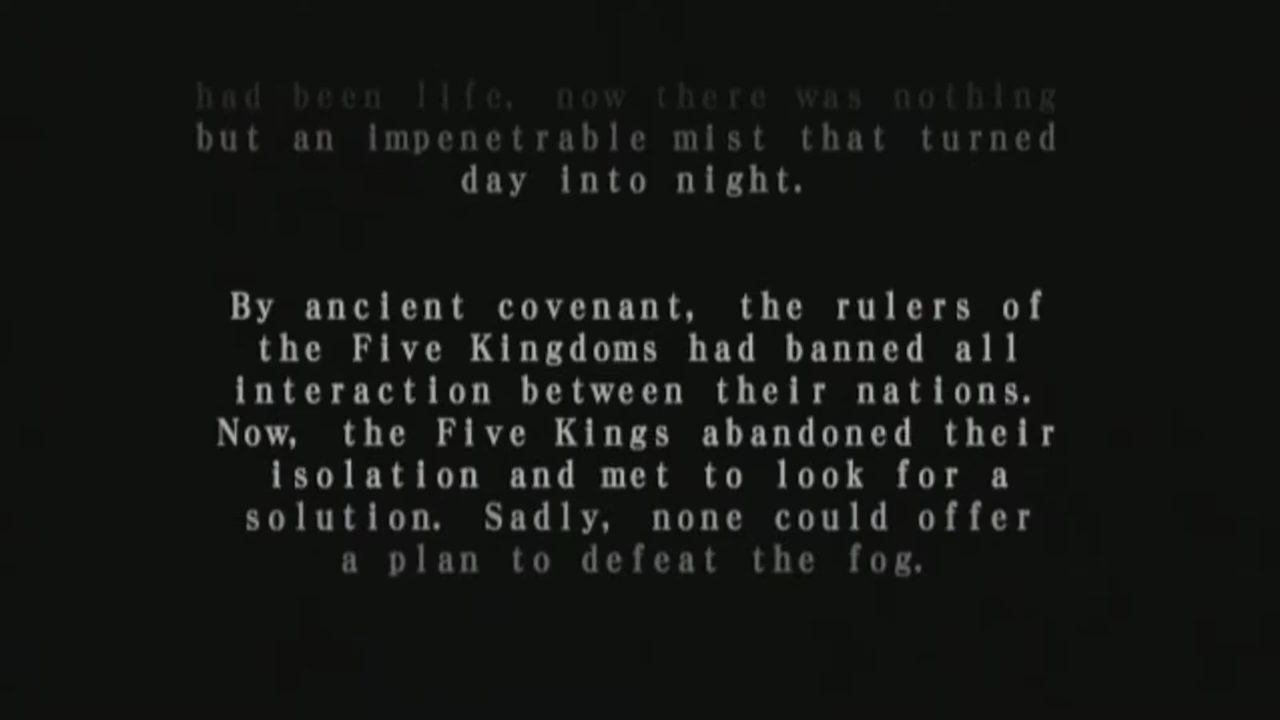 had been life, now there was nothing
but an impenetrable mist that turned
day into night.
By ancient covenant, the rulers of
the Five Kingdoms had banned all
interaction between their nations.
Now, the Five Kings abandoned their
isolation and met to look for a
solution. Sadly, none could offer
a plan to defeat the fog.